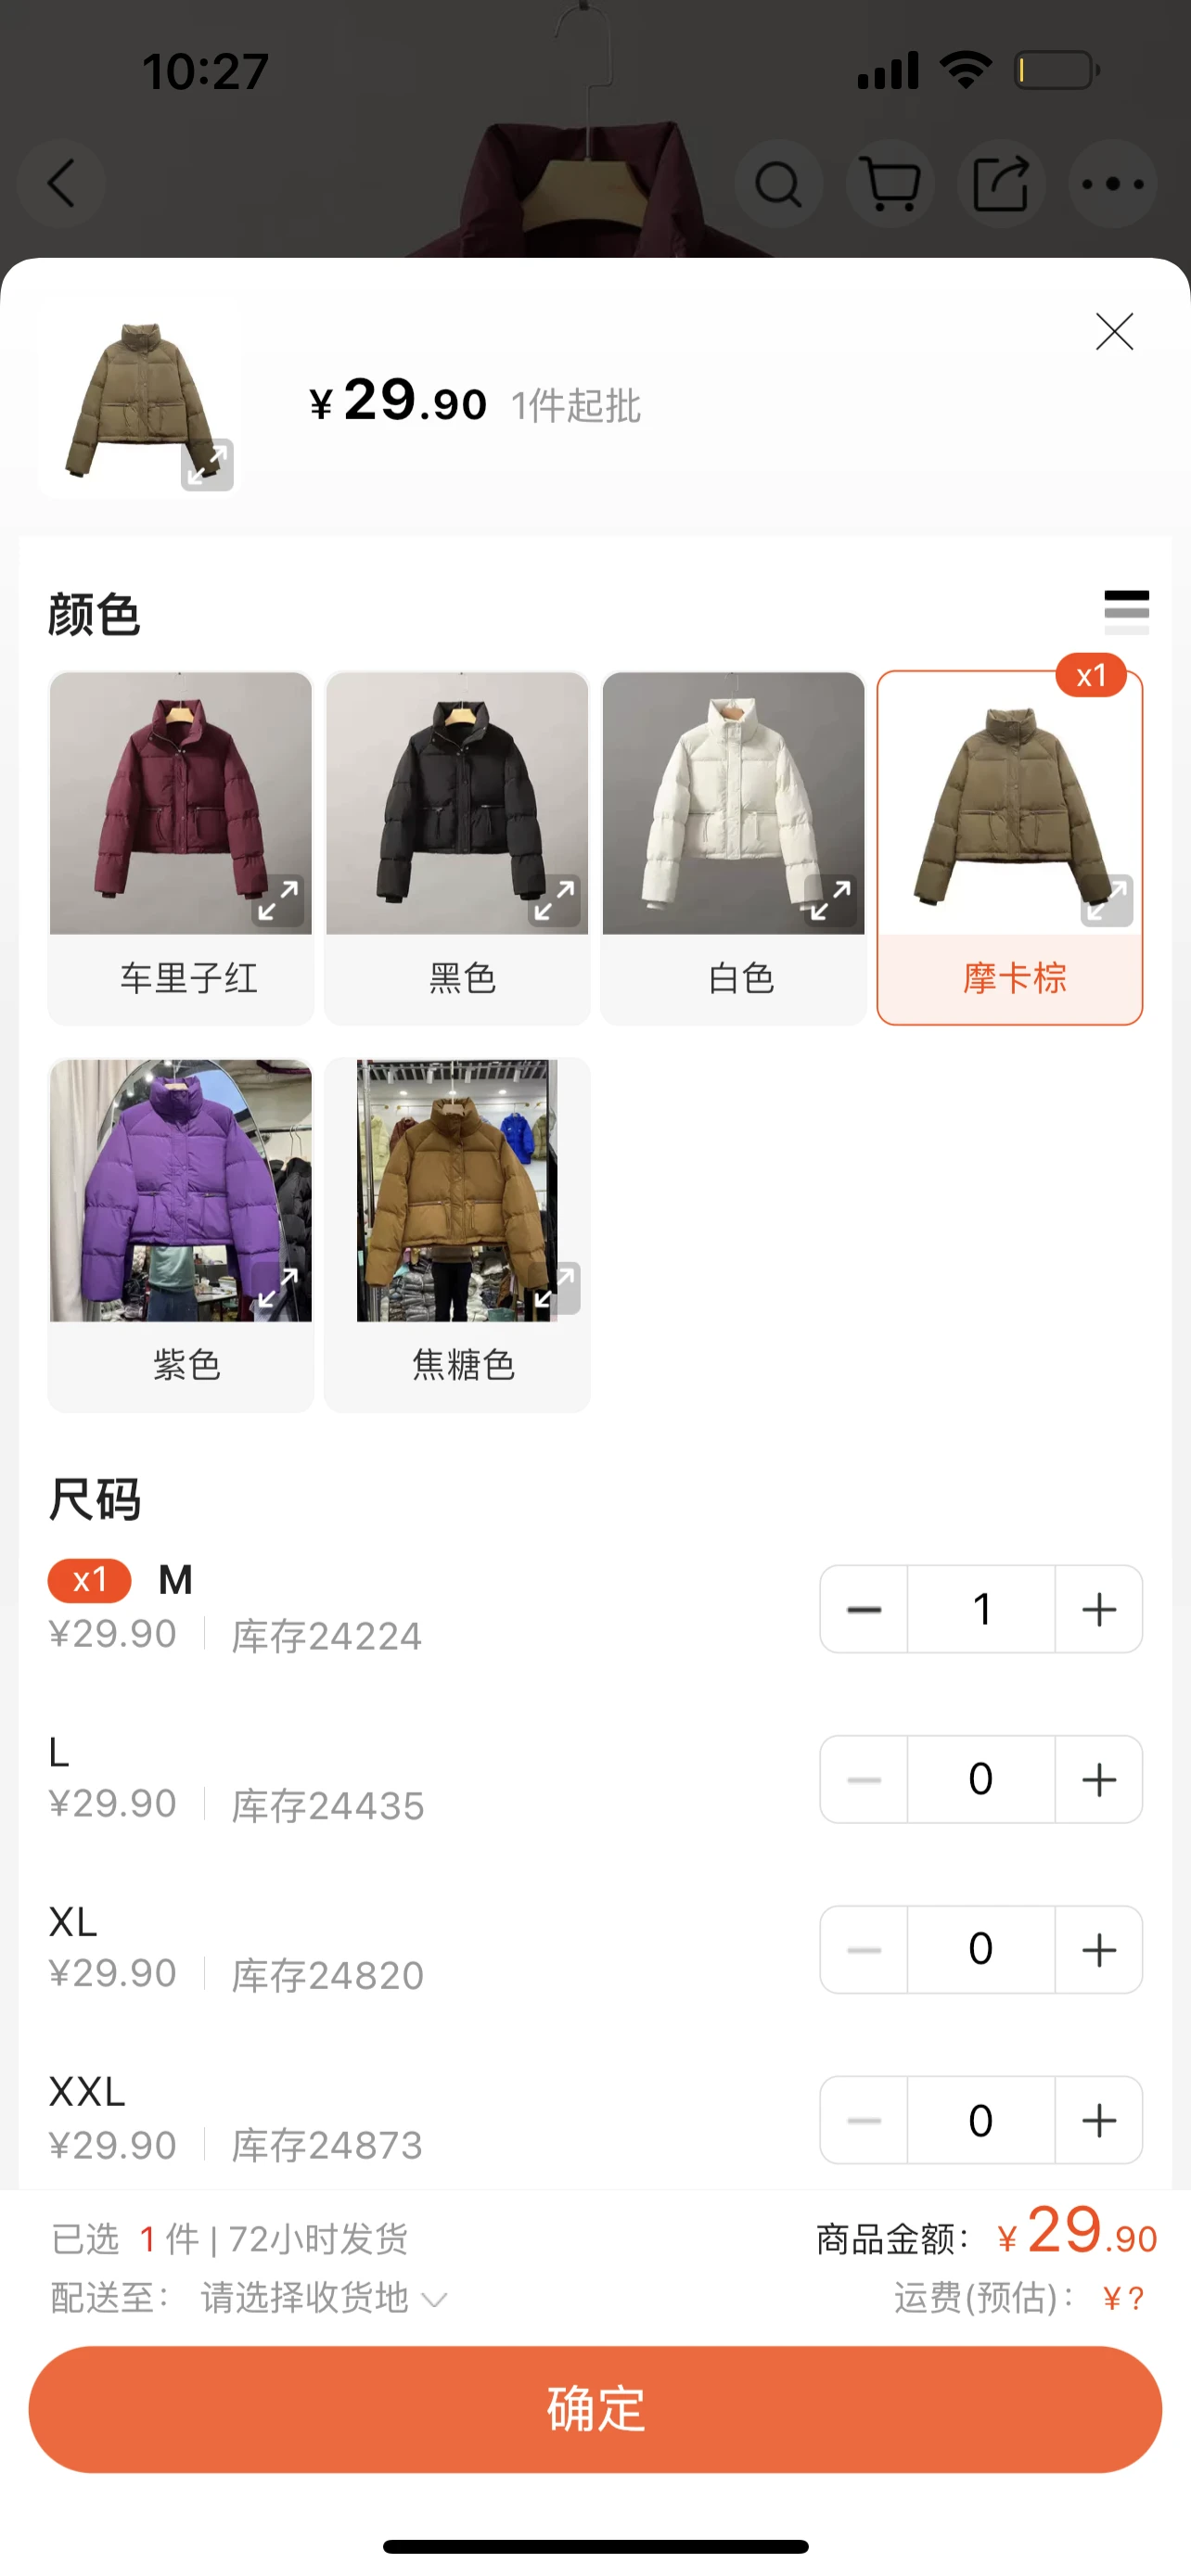 10:27
¥29.90 1件起批
颜色
x1
车里子红
黑色
白色
摩卡棕
紫色
焦糖色
尺码
x1 M
¥29.90 库存24224
1
L
¥29.90 库存24435
0
XL
¥29.90 库存24820
0
XXL
¥29.90 库存24873
0
已选 1 件 | 72小时发货
商品金额: ¥29.90
配送至: 请选择收货地
运费(预估): ¥?
确定